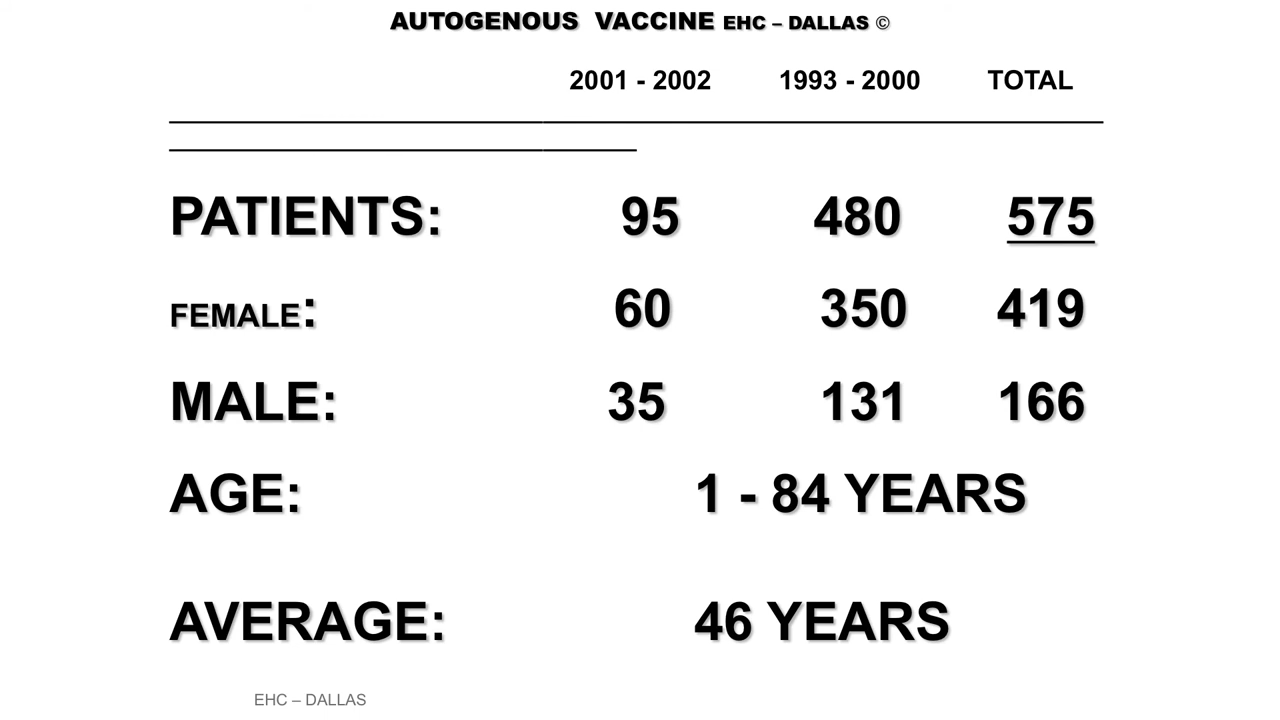 AUTOGENOUS VACCINE EHC – DALLAS ©
2001 - 2002 1993 - 2000 TOTAL
PATIENTS: 95 480 575
FEMALE: 60 350 419
MALE: 35 131 166
AGE: 1 - 84 YEARS
AVERAGE: 46 YEARS
EHC – DALLAS